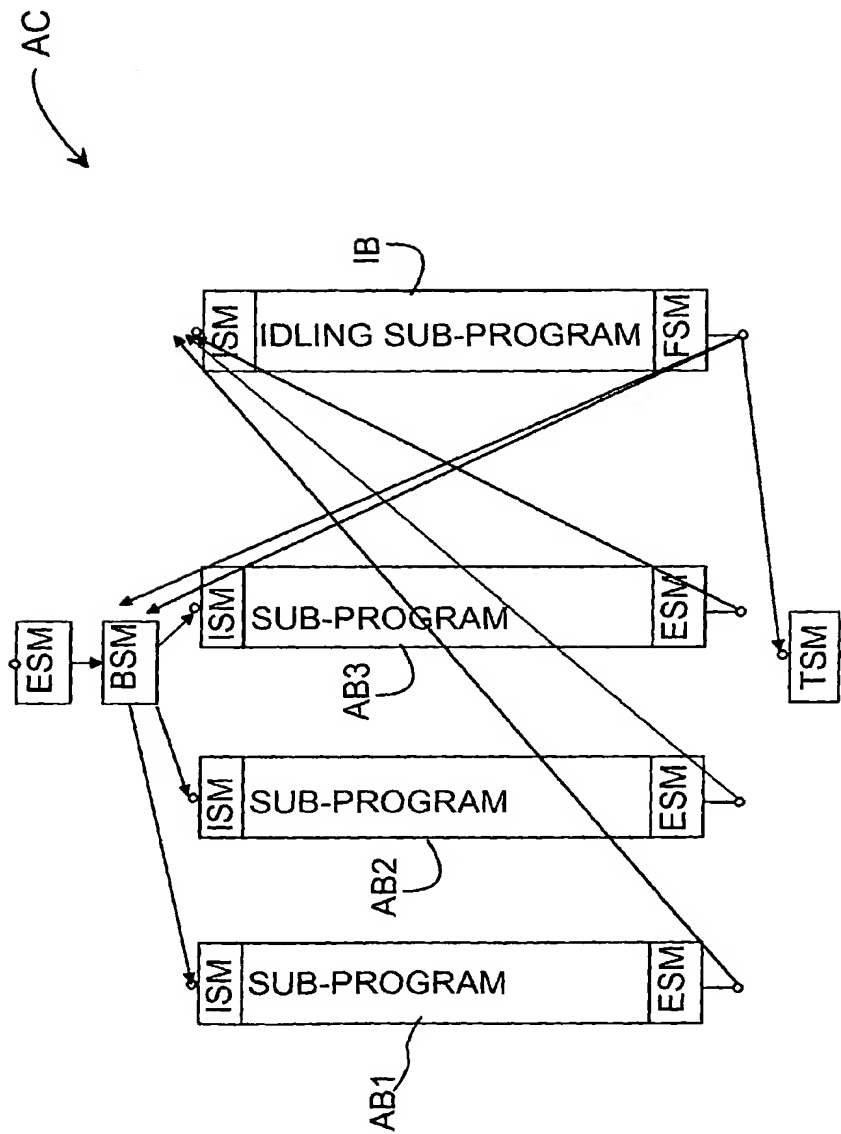 AC
ESM
BSM
ISM
SUB-PROGRAM
ESM
AB1
ISM
SUB-PROGRAM
ESM
AB2
ISM
SUB-PROGRAM
ESM
AB3
ISM
IDLING SUB-PROGRAM
FSM
IB
TSM